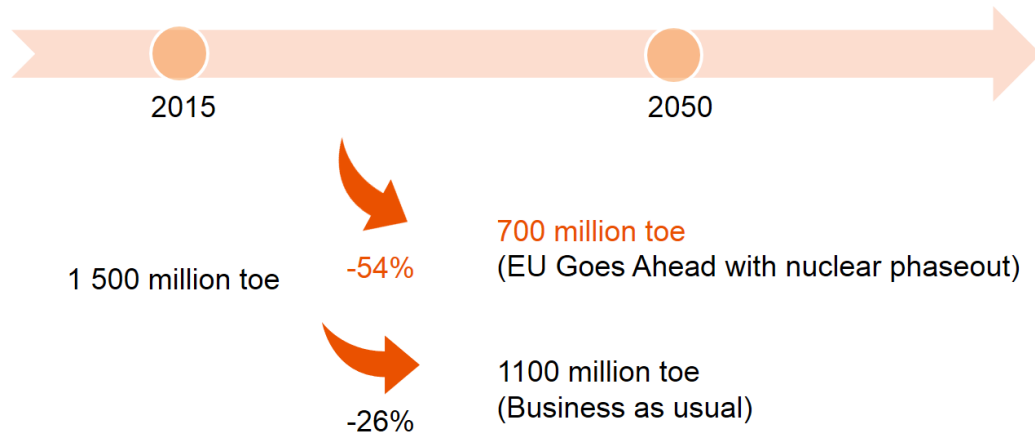 2015
2050
1 500 million toe
-54%
700 million toe
(EU Goes Ahead with nuclear phaseout)
-26%
1100 million toe
(Business as usual)